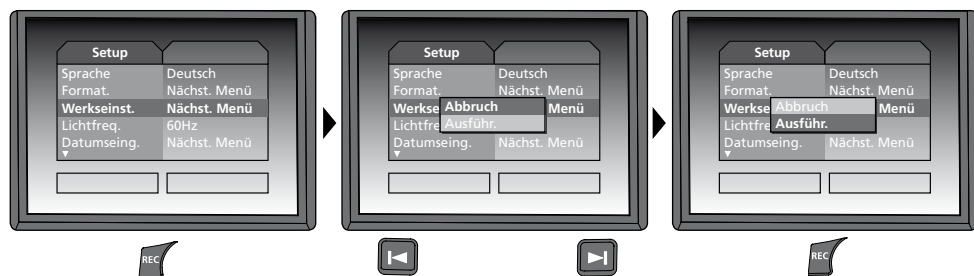 Setup
Sprache Deutsch
Format. Nächst. Menü
Werkseinst. Nächst. Menü
Lichtfreq. 60Hz
Datumseing. Nächst. Menü
REC
Setup
Sprache Deutsch
Format. Nächst. Menü
Werkse Menü
Abbruch
Lichtfre
Ausführ.
Datumseing. Nächst. Menü
Setup
Sprache Deutsch
Format. Nächst. Menü
Werkse Menü
Abbruch
Lichtfre
Ausführ.
Datumseing. Nächst. Menü
REC